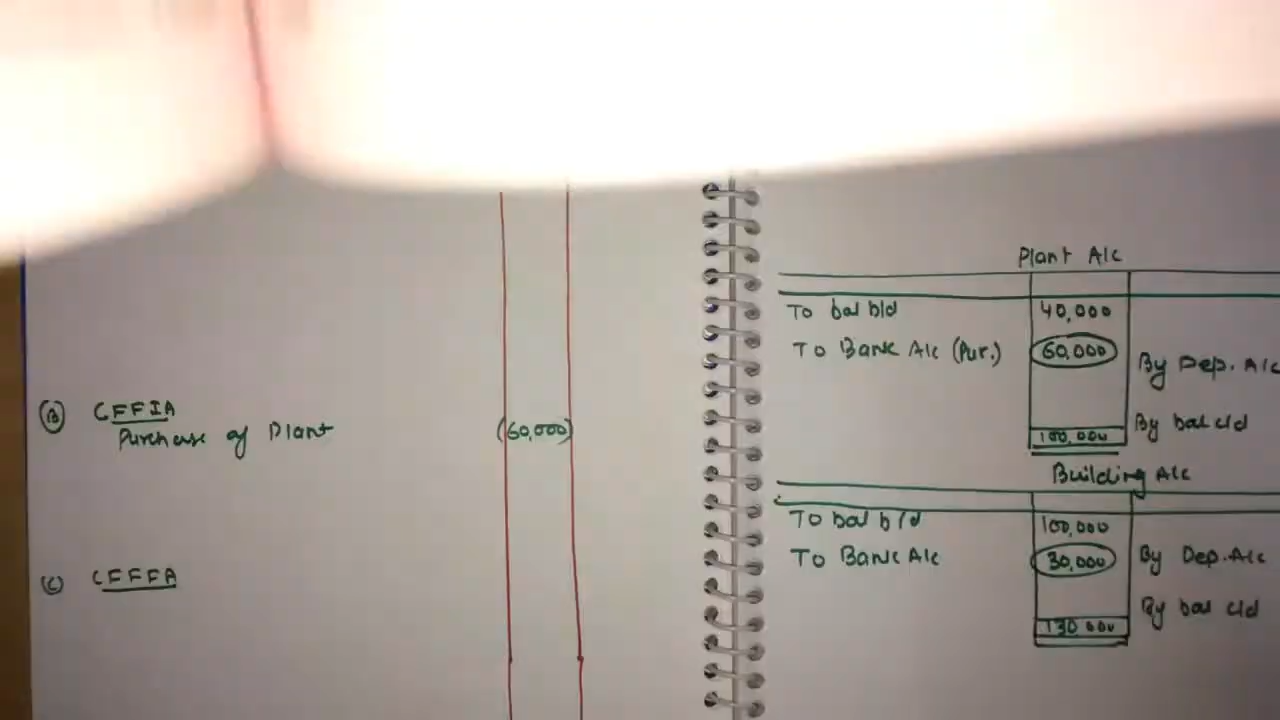 (B) CFFIA
Purchase of Plant (60,000)
(C) CFFFA
Plant A/c
To bal b/d 40,000
To Bank A/c (Pur.) 60,000
By Dep. A/c
By bal c/d
100,000
Building A/c
To bal b/d 100,000
To Bank A/c 30,000 By Dep. A/c
By bal c/d
130 000